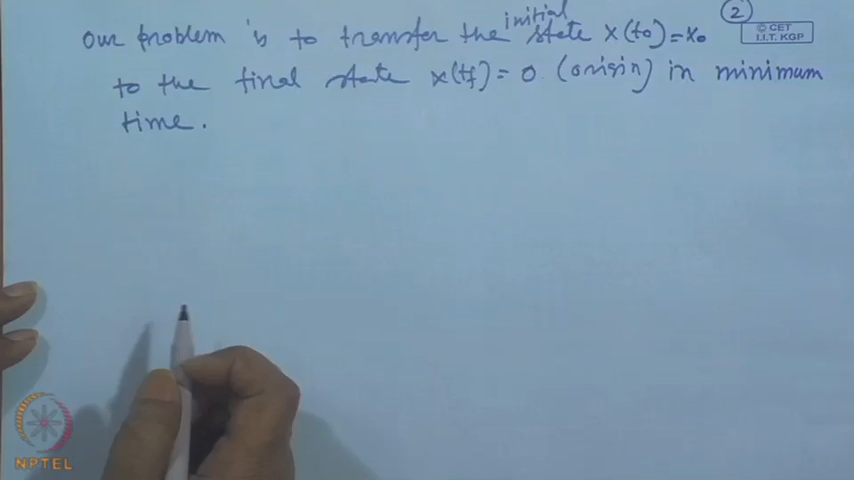 2
© CET
I.I.T. KGP
our problem is to transfer the initial state x(t₀)=x₀
to the final state x(tf)= 0 (origin) in minimum
time.
NPTEL